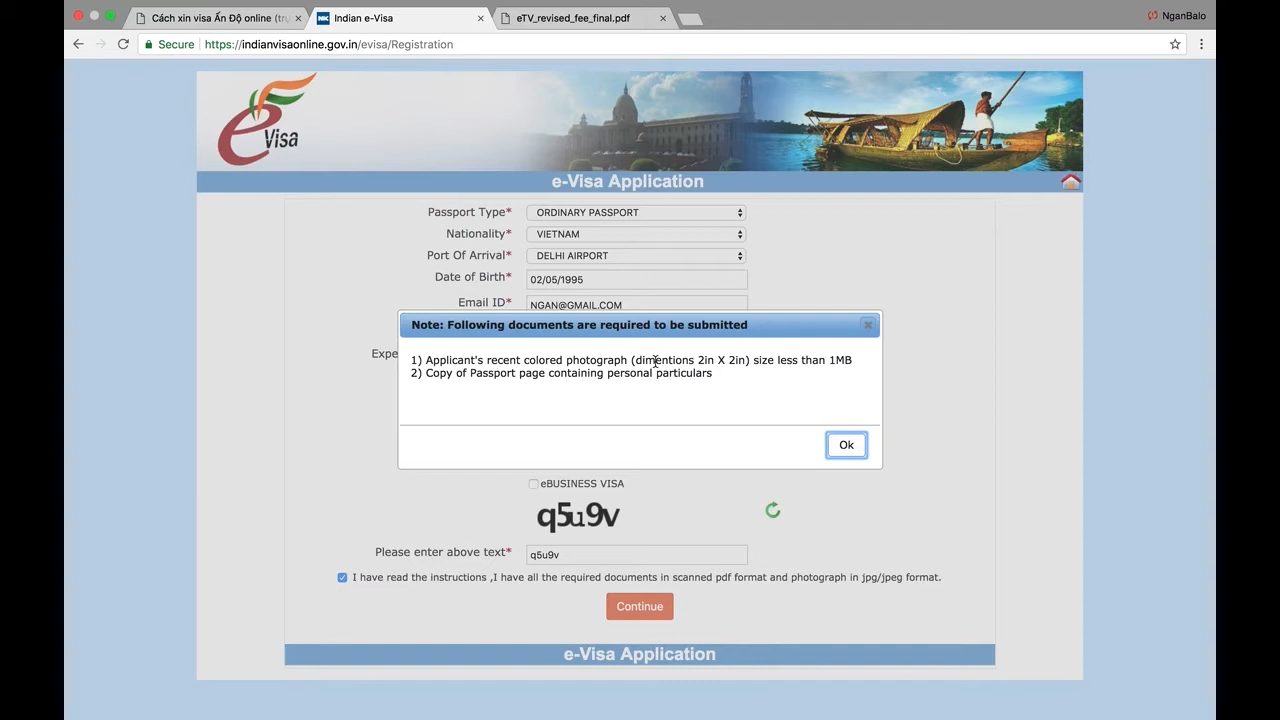 Cách xin visa Ấn Độ online (trự
Indian e-Visa
eTV_revised_fee_final.pdf
NganBalo
Secure
https://indianvisaonline.gov.in/evisa/Registration
e Visa
e-Visa Application
Passport Type* ORDINARY PASSPORT
Nationality* VIETNAM
Port Of Arrival* DELHI AIRPORT
Date of Birth* 02/05/1995
Email ID* NGAN@GMAIL.COM
Note: Following documents are required to be submitted
Expe
1) Applicant's recent colored photograph (dimentions 2in X 2in) size less than 1MB
2) Copy of Passport page containing personal particulars
Ok
eBUSINESS VISA
q5u9v
Please enter above text* q5u9v
I have read the instructions ,I have all the required documents in scanned pdf format and photograph in jpg/jpeg format.
Continue
e-Visa Application